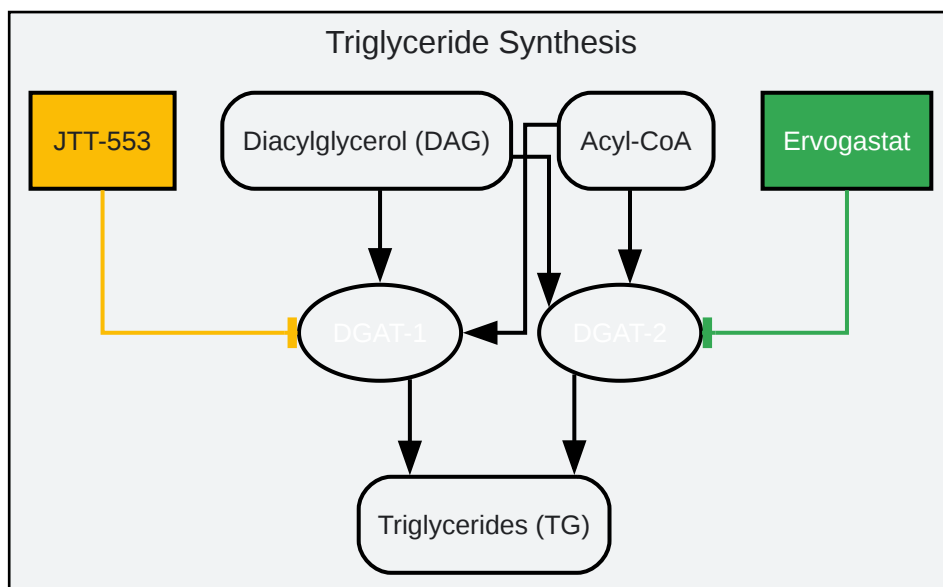 Triglyceride Synthesis
JTT-553
Diacylglycerol (DAG)
Acyl-CoA
Ervogastat
DGAT-1
DGAT-2
Triglycerides (TG)